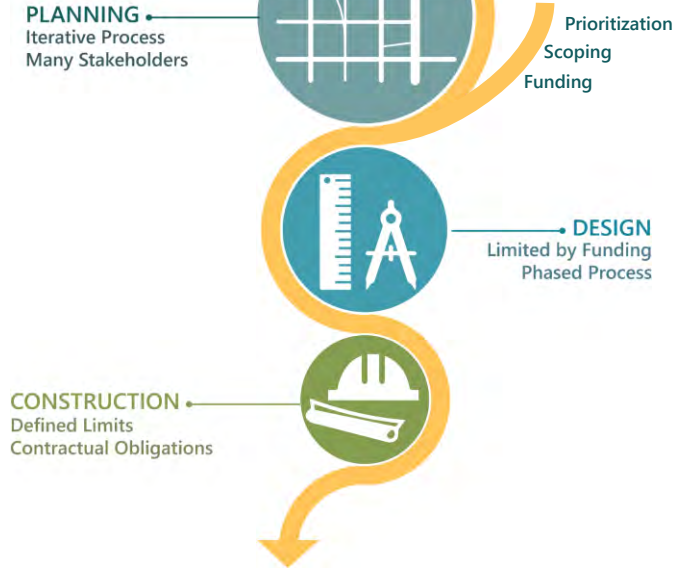 PLANNING
Iterative Process
Many Stakeholders
Prioritization
Scoping
Funding
DESIGN
Limited by Funding
Phased Process
CONSTRUCTION
Defined Limits
Contractual Obligations